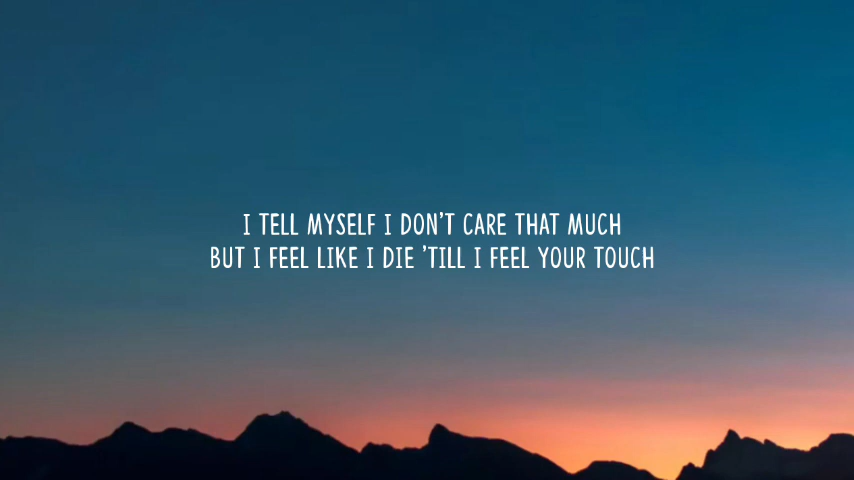 I TELL MYSELF I DON'T CARE THAT MUCH
BUT I FEEL LIKE I DIE 'TILL I FEEL YOUR TOUCH